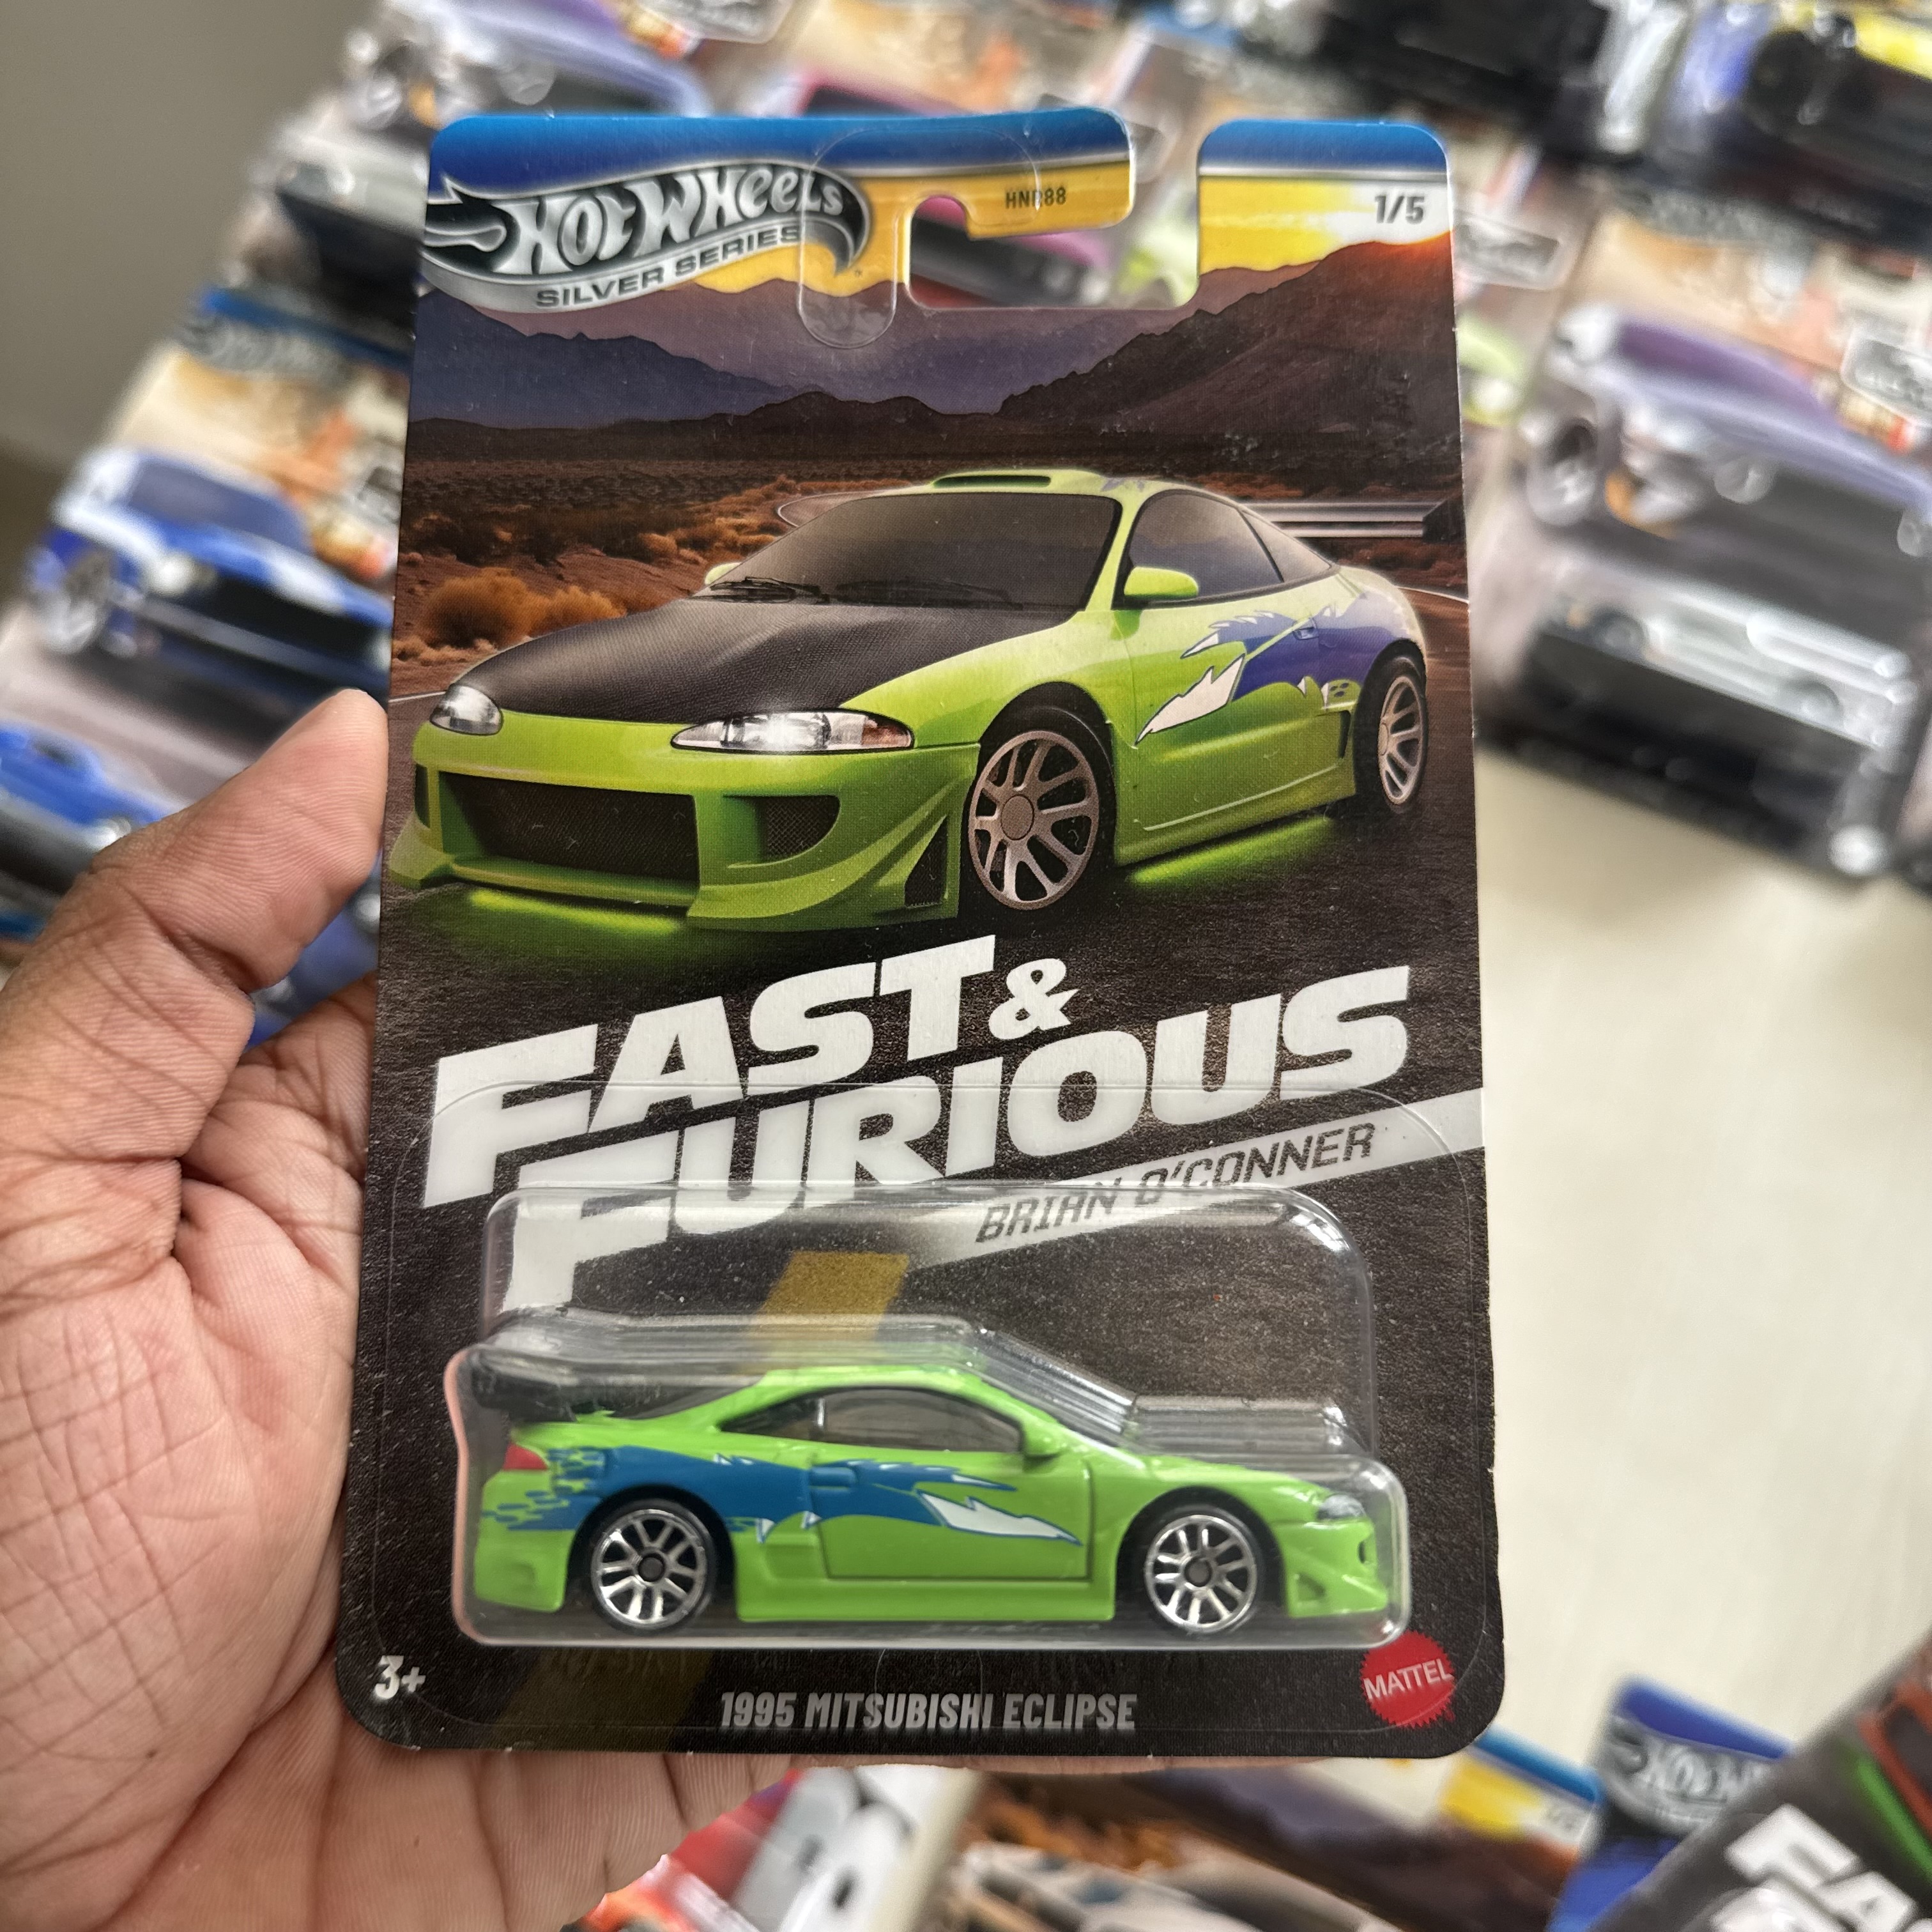 HOT WHEELS
SILVER SERIES
HNR88
1/5
FAST &
FURIOUS
BRIAN O'CONNER
3+
1995 MITSUBISHI ECLIPSE
MATTEL